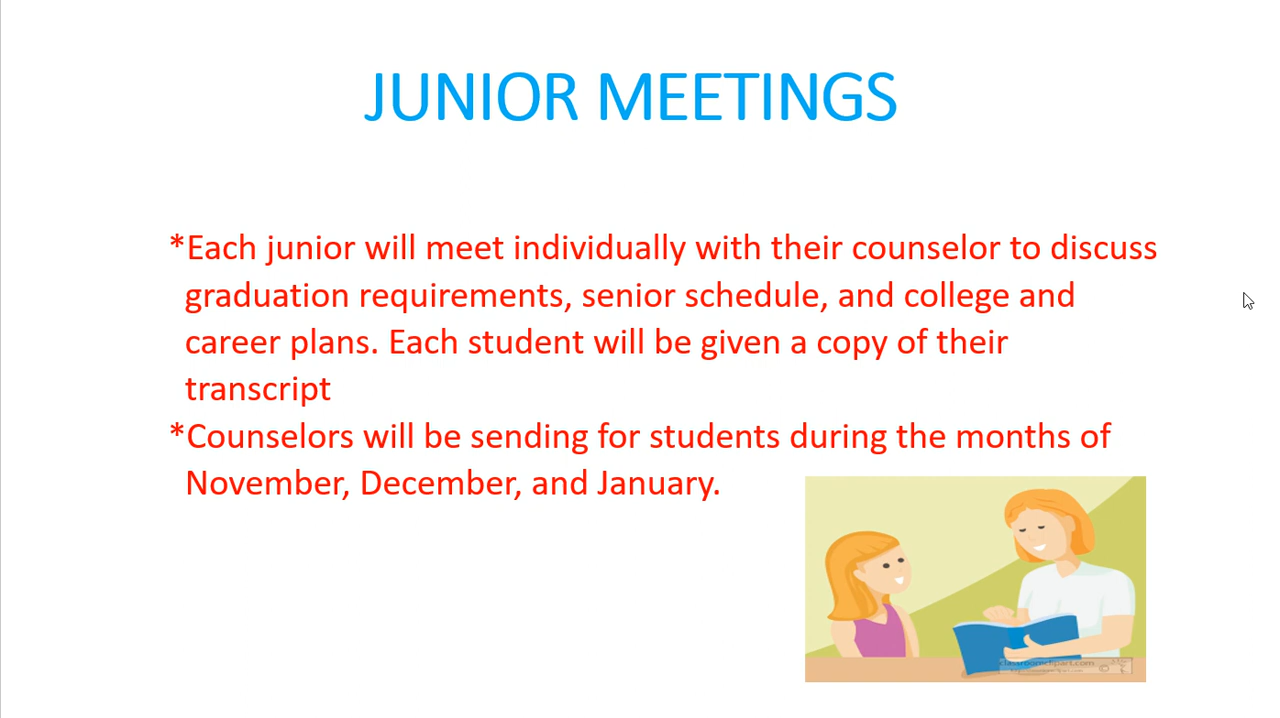 JUNIOR MEETINGS
*Each junior will meet individually with their counselor to discuss
graduation requirements, senior schedule, and college and
career plans. Each student will be given a copy of their
transcript
*Counselors will be sending for students during the months of
November, December, and January.
classroomclipart.com